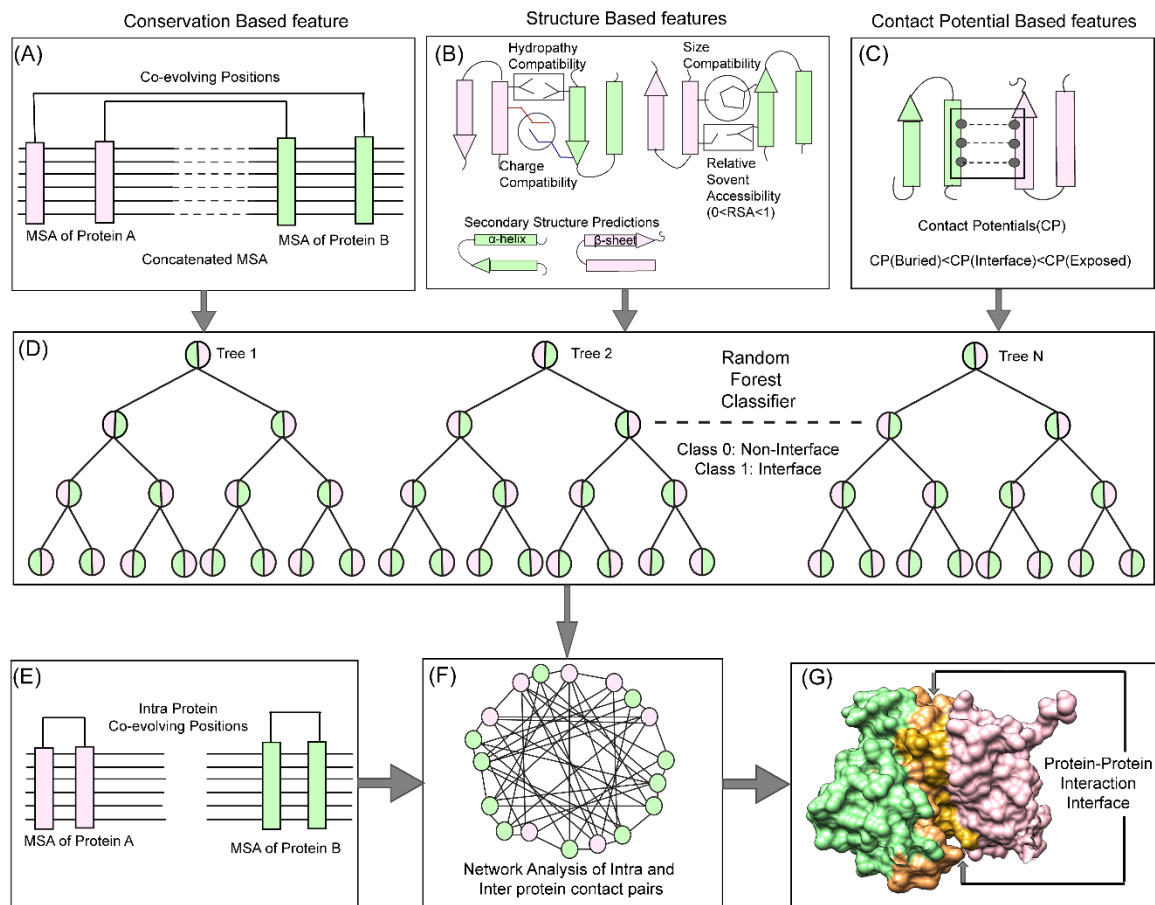 Conservation Based feature
Structure Based features
Contact Potential Based features
(A)
Co-evolving Positions
MSA of Protein A
MSA of Protein B
Concatenated MSA
(B)
Hydropathy
Compatibility
Size
Compatibility
Charge
Compatibility
Relative
Sovent
Accessibility
(0<RSA<1)
Secondary Structure Predictions
α-helix
β-sheet
(C)
Contact Potentials(CP)
CP(Buried)<CP(Interface)<CP(Exposed)
(D)
Tree 1
Tree 2
Random
Forest
Classifier
Tree N
Class 0: Non-Interface
Class 1: Interface
(E)
Intra Protein
Co-evolving Positions
MSA of Protein A
MSA of Protein B
(F)
Network Analysis of Intra and
Inter protein contact pairs
(G)
Protein-Protein
Interaction
Interface